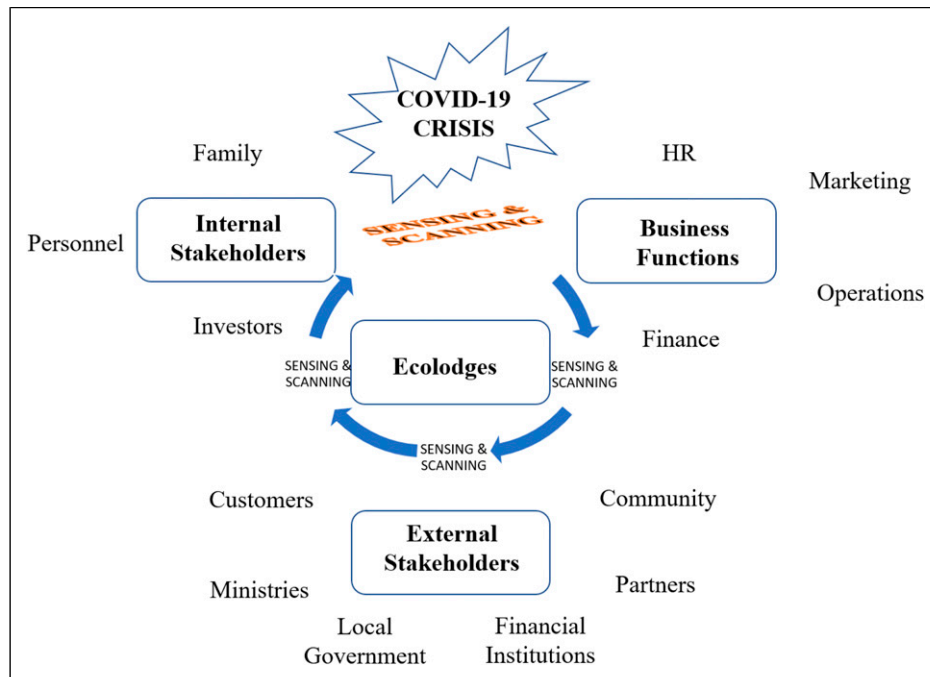 COVID-19
CRISIS
Family
HR
Marketing
SENSING &
SCANNING
Internal
Stakeholders
Business
Functions
Personnel
Operations
Investors
Finance
SENSING &
SCANNING
Ecolodges
SENSING &
SCANNING
SENSING &
SCANNING
Customers
Community
External
Stakeholders
Ministries
Partners
Local
Government
Financial
Institutions